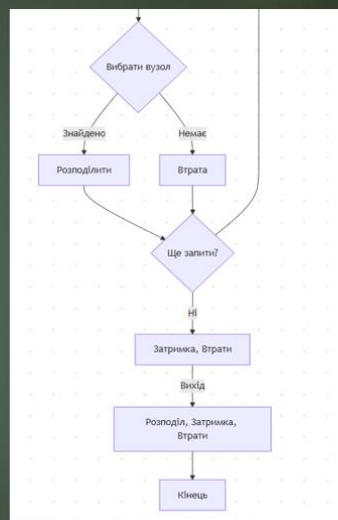 Вибрати вузол
Знайдено
Немає
Розподілити
Втрата
Ще запити?
Ні
Затримка, Втрати
Вихід
Розподіл, Затримка,
Втрати
Кінець